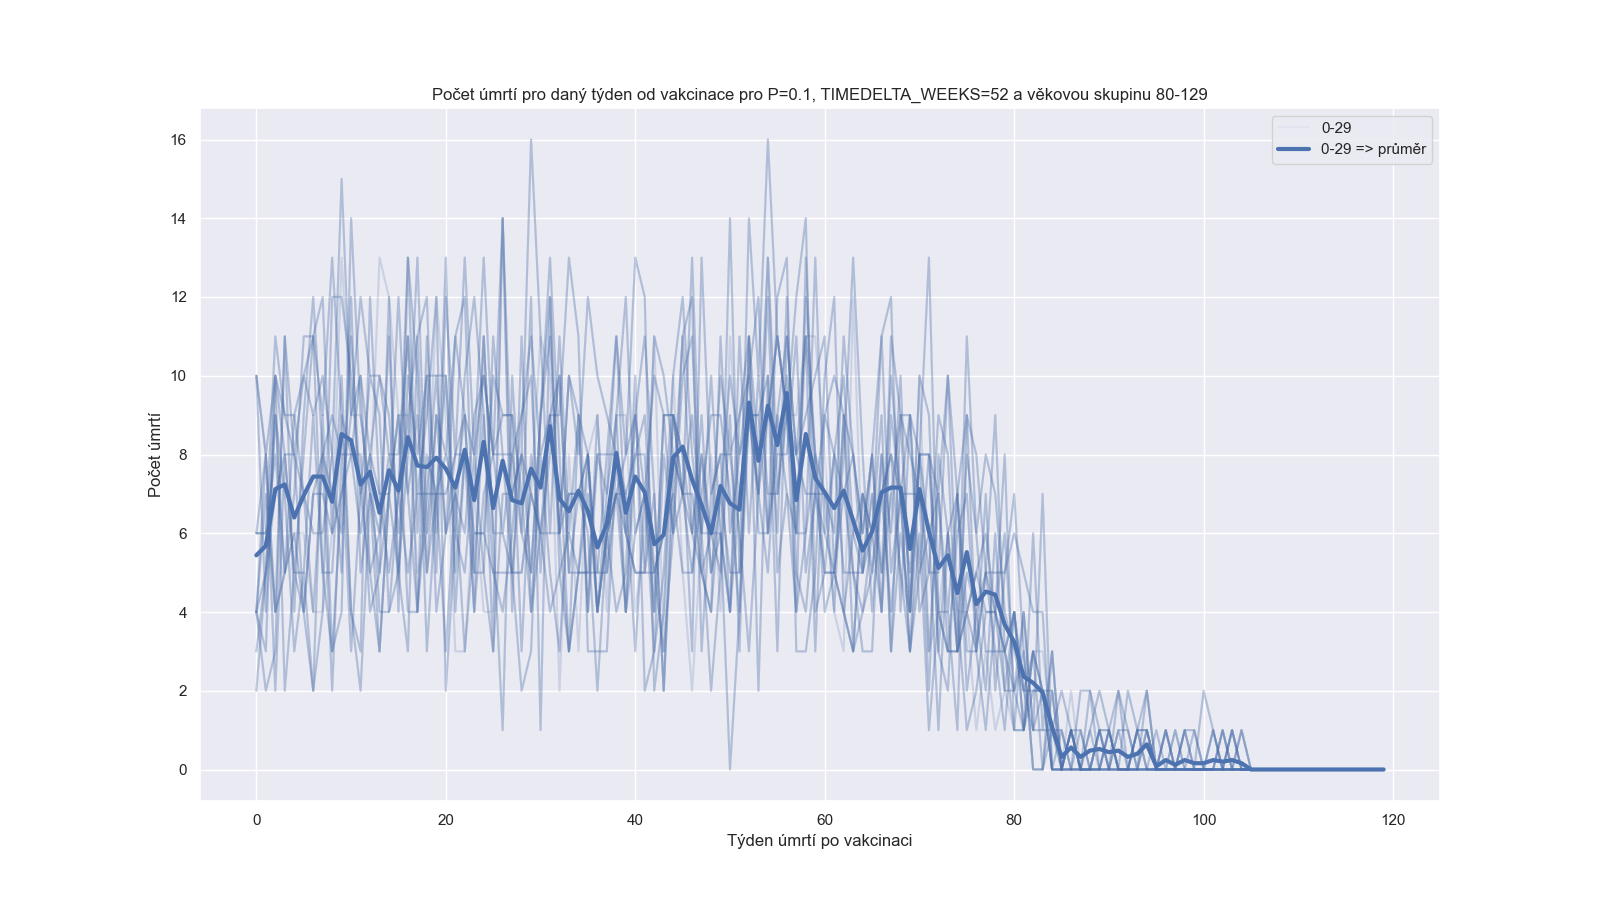 Počet úmrtí pro daný týden od vakcinace pro P=0.1, TIMEDELTA_WEEKS=52 a věkovou skupinu 80-129
0-29
0-29 => průměr
16
14
12
10
8
6
4
2
0
Počet úmrtí
0 20 40 60 80 100 120
Týden úmrtí po vakcinaci